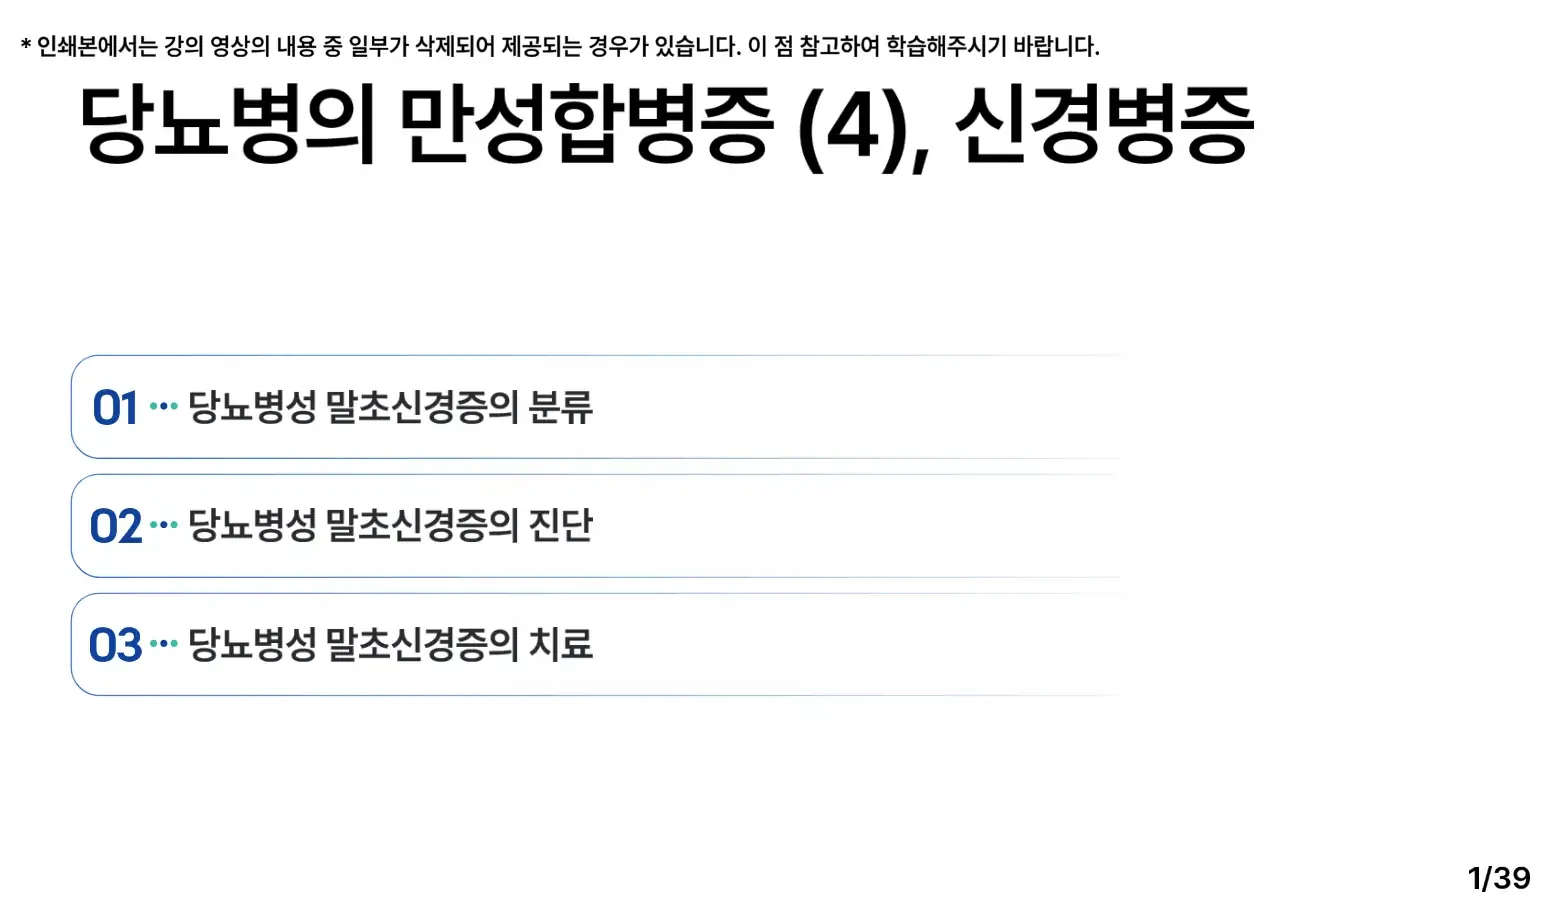 * 인쇄본에서는 강의 영상의 내용 중 일부가 삭제되어 제공되는 경우가 있습니다. 이 점 참고하여 학습해주시기 바랍니다.
당뇨병의 만성합병증 (4), 신경병증
01 ··· 당뇨병성 말초신경증의 분류
02 ··· 당뇨병성 말초신경증의 진단
03 ··· 당뇨병성 말초신경증의 치료
1/39